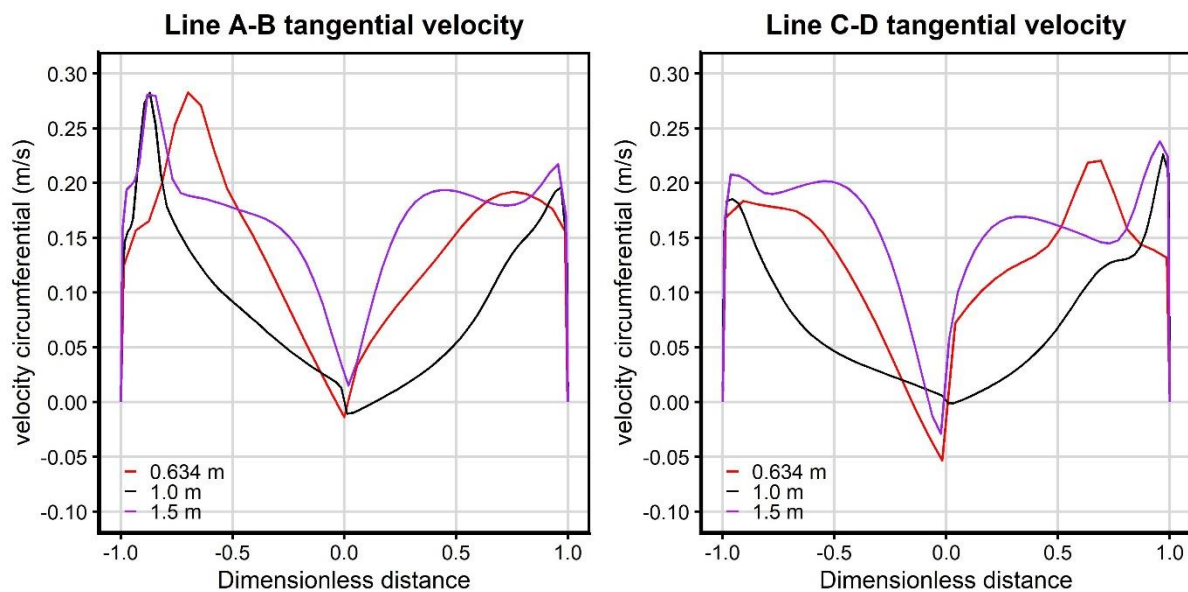 Line A-B tangential velocity
velocity circumferential (m/s)
0.30
0.25
0.20
0.15
0.10
0.05
0.00
-0.05
-0.10
0.634 m
1.0 m
1.5 m
-1.0 -0.5 0.0 0.5 1.0
Dimensionless distance
Line C-D tangential velocity
velocity circumferential (m/s)
0.30
0.25
0.20
0.15
0.10
0.05
0.00
-0.05
-0.10
0.634 m
1.0 m
1.5 m
-1.0 -0.5 0.0 0.5 1.0
Dimensionless distance